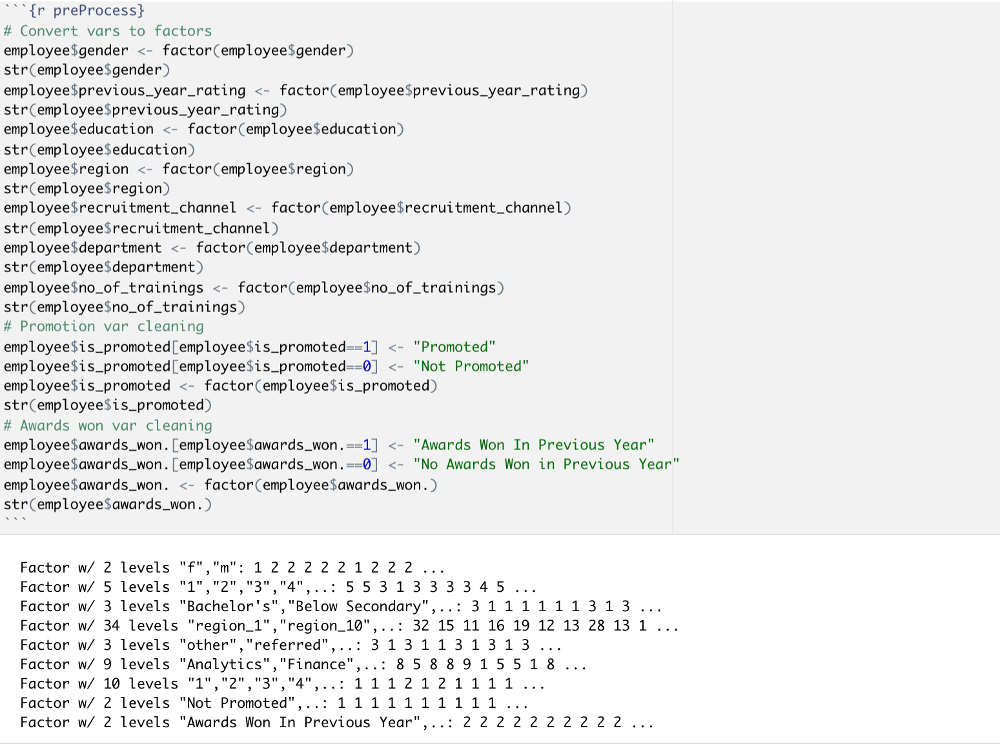 ```{r preProcess}
# Convert vars to factors
employee$gender <- factor(employee$gender)
str(employee$gender)
employee$previous_year_rating <- factor(employee$previous_year_rating)
str(employee$previous_year_rating)
employee$education <- factor(employee$education)
str(employee$education)
employee$region <- factor(employee$region)
str(employee$region)
employee$recruitment_channel <- factor(employee$recruitment_channel)
str(employee$recruitment_channel)
employee$department <- factor(employee$department)
str(employee$department)
employee$no_of_trainings <- factor(employee$no_of_trainings)
str(employee$no_of_trainings)
# Promotion var cleaning
employee$is_promoted[employee$is_promoted==1] <- "Promoted"
employee$is_promoted[employee$is_promoted==0] <- "Not Promoted"
employee$is_promoted <- factor(employee$is_promoted)
str(employee$is_promoted)
# Awards won var cleaning
employee$awards_won.[employee$awards_won.==1] <- "Awards Won In Previous Year"
employee$awards_won.[employee$awards_won.==0] <- "No Awards Won in Previous Year"
employee$awards_won. <- factor(employee$awards_won.)
str(employee$awards_won.)
```
Factor w/ 2 levels "f","m": 1 2 2 2 2 2 1 2 2 2 ...
Factor w/ 5 levels "1","2","3","4",..: 5 5 3 1 3 3 3 3 4 5 ...
Factor w/ 3 levels "Bachelor's","Below Secondary",..: 3 1 1 1 1 1 1 3 1 3 ...
Factor w/ 34 levels "region_1","region_10",..: 32 15 11 16 19 12 13 28 13 1 ...
Factor w/ 3 levels "other","referred",..: 3 1 3 1 1 3 1 3 1 3 ...
Factor w/ 9 levels "Analytics","Finance",..: 8 5 8 8 9 1 5 5 1 8 ...
Factor w/ 10 levels "1","2","3","4",..: 1 1 1 2 1 2 1 1 1 1 ...
Factor w/ 2 levels "Not Promoted",..: 1 1 1 1 1 1 1 1 1 1 ...
Factor w/ 2 levels "Awards Won In Previous Year",..: 2 2 2 2 2 2 2 2 2 2 ...